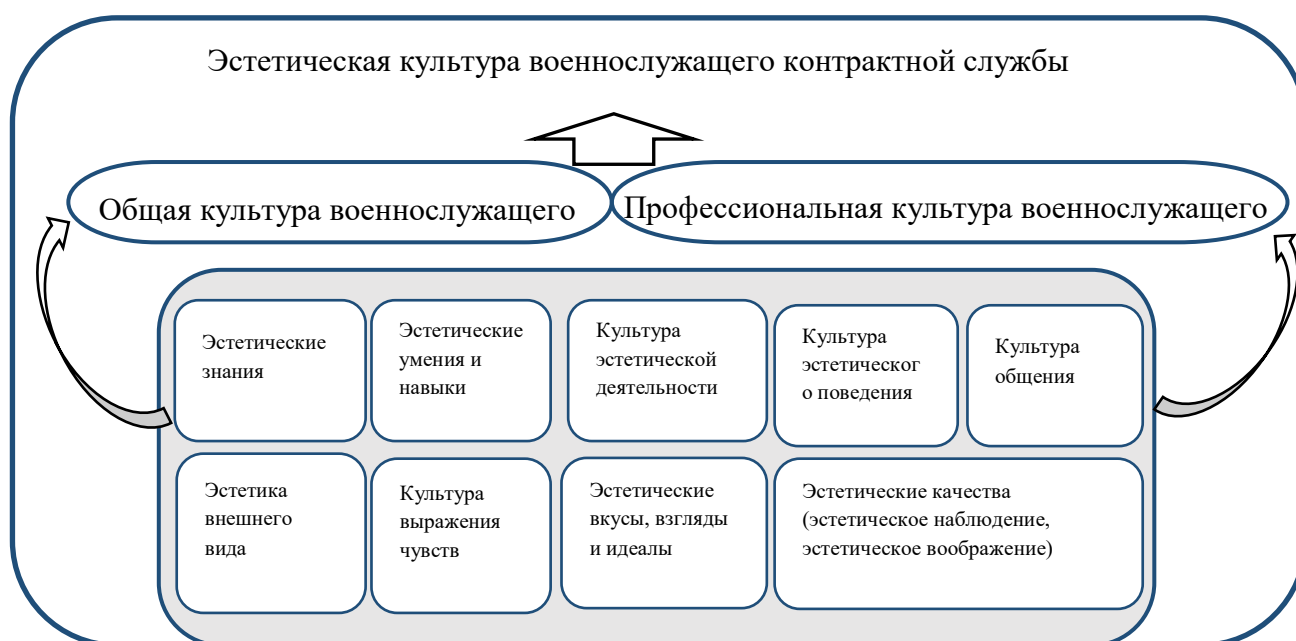 Эстетическая культура военнослужащего контрактной службы
Общая культура военнослужащего
Профессиональная культура военнослужащего
Эстетические
знания
Эстетические
умения и
навыки
Культура
эстетической
деятельности
Культура
эстетическог
о поведения
Культура
общения
Эстетика
внешнего
вида
Культура
выражения
чувств
Эстетические
вкусы, взгляды
и идеалы
Эстетические качества
(эстетическое наблюдение,
эстетическое воображение)